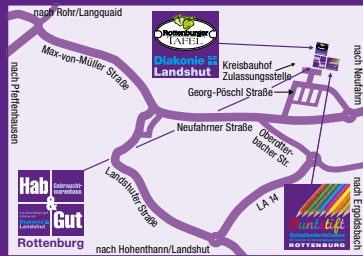 nach Rohr/Langquaid
Rottenburger
TAFEL
Diakonie
Landshut
Max-von-Müller Straße
nach Pfeffenhausen
Kreisbauhof
Zulassungsstelle
Georg-Pöschl Straße
nach Neufahrn
Neufahrner Straße
Oberotter-
bacher Str.
Hab
&
Gut
Gebraucht-
warenhaus
Diakonie
Landshut
Rottenburg
Landshuter Straße
LA 14
nach Ergoldsbach
Buntstift
Schulbedarfsladen
ROTTENBURG
nach Hohenthann/Landshut